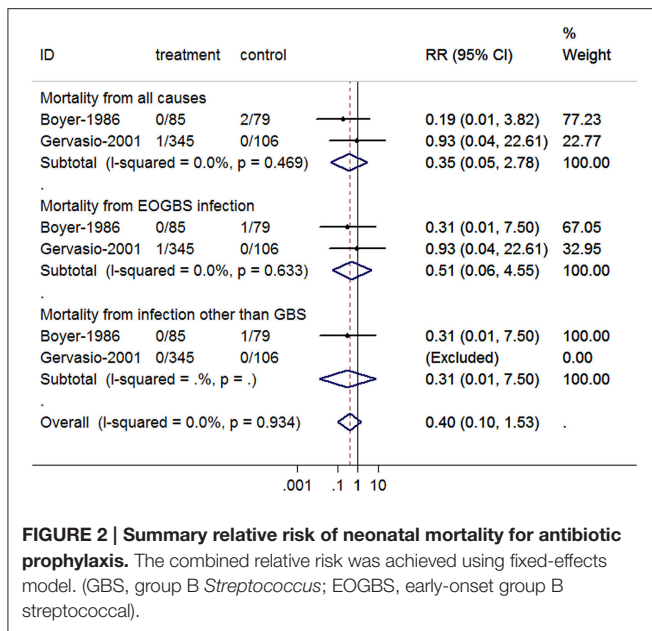 %
ID treatment control RR (95% CI) Weight
Mortality from all causes
Boyer-1986 0/85 2/79 0.19 (0.01, 3.82) 77.23
Gervasio-2001 1/345 0/106 0.93 (0.04, 22.61) 22.77
Subtotal (I-squared = 0.0%, p = 0.469) 0.35 (0.05, 2.78) 100.00
.
Mortality from EOGBS infection
Boyer-1986 0/85 1/79 0.31 (0.01, 7.50) 67.05
Gervasio-2001 1/345 0/106 0.93 (0.04, 22.61) 32.95
Subtotal (I-squared = 0.0%, p = 0.633) 0.51 (0.06, 4.55) 100.00
.
Mortality from infection other than GBS
Boyer-1986 0/85 1/79 0.31 (0.01, 7.50) 100.00
Gervasio-2001 0/345 0/106 (Excluded) 0.00
Subtotal (I-squared = .%, p = .) 0.31 (0.01, 7.50) 100.00
.
Overall (I-squared = 0.0%, p = 0.934) 0.40 (0.10, 1.53) .
.001 .1 1 10
FIGURE 2 | Summary relative risk of neonatal mortality for antibiotic
prophylaxis. The combined relative risk was achieved using fixed-effects
model. (GBS, group B Streptococcus; EOGBS, early-onset group B
streptococcal).